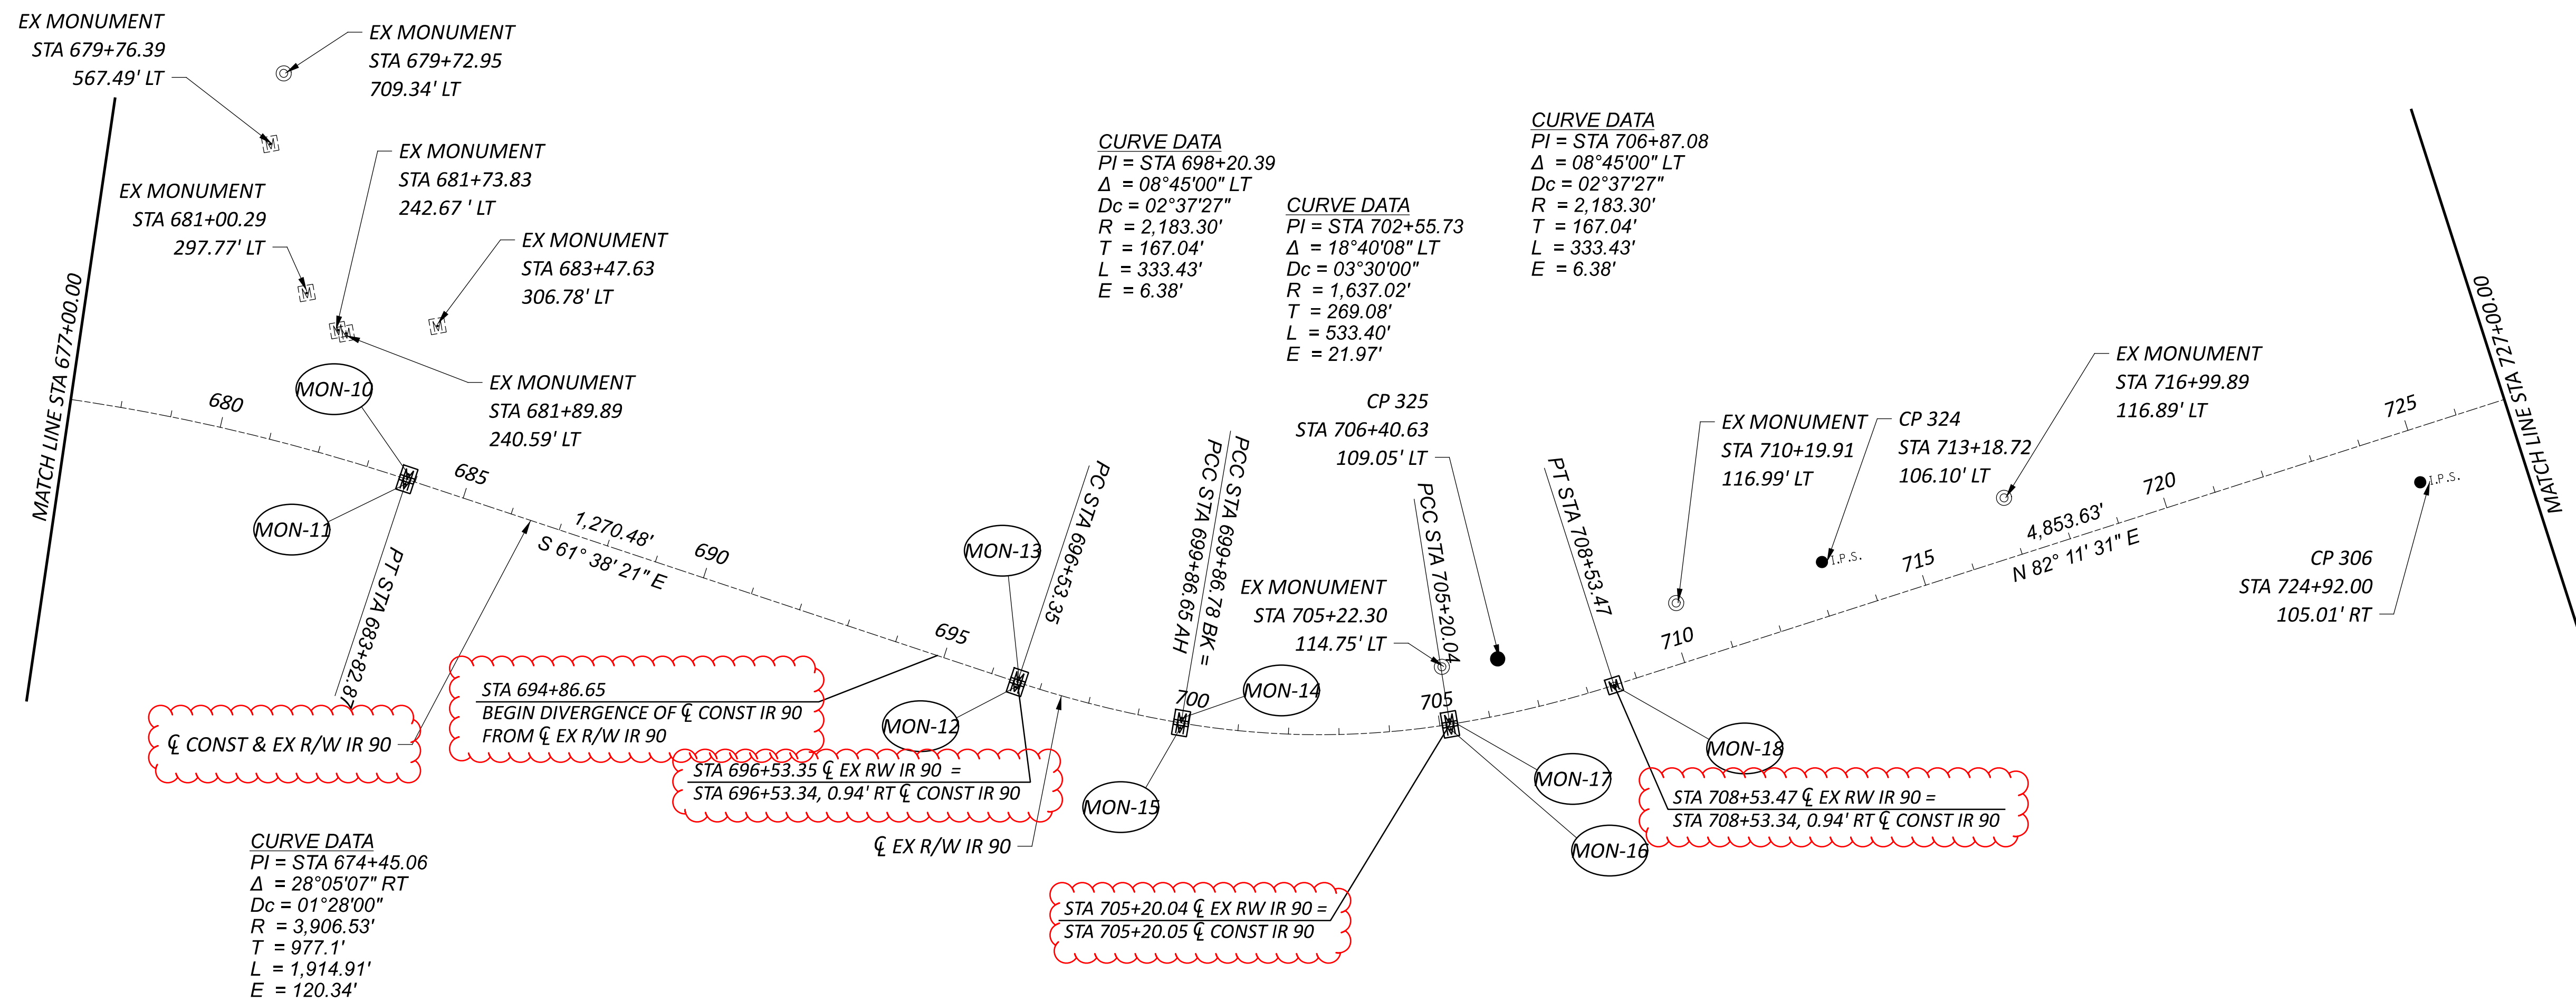 EX MONUMENT
STA 679+76.39
567.49' LT
EX MONUMENT
STA 679+72.95
709.34' LT
EX MONUMENT
STA 681+73.83
242.67 ' LT
EX MONUMENT
STA 681+00.29
297.77' LT
EX MONUMENT
STA 683+47.63
306.78' LT
EX MONUMENT
STA 681+89.89
240.59' LT
M
M
M
M
M
MATCH LINE STA 677+00.00
680
MON-10
MON-11
685
PT STA 683+82.87
1,270.48'
S 61° 38' 21" E
690
695
MON-13
MON-12
PC STA 696+53.35
CURVE DATA
PI = STA 698+20.39
Δ = 08°45'00" LT
Dc = 02°37'27"
R = 2,183.30'
T = 167.04'
L = 333.43'
E = 6.38'
CURVE DATA
PI = STA 702+55.73
Δ = 18°40'08" LT
Dc = 03°30'00"
R = 1,637.02'
T = 269.08'
L = 533.40'
E = 21.97'
CURVE DATA
PI = STA 706+87.08
Δ = 08°45'00" LT
Dc = 02°37'27"
R = 2,183.30'
T = 167.04'
L = 333.43'
E = 6.38'
PCC STA 699+86.78 BK =
PCC STA 699+86.65 AH
700
MON-14
MON-15
EX MONUMENT
STA 705+22.30
114.75' LT
CP 325
STA 706+40.63
109.05' LT
PCC STA 705+20.04
705
MON-17
MON-16
PT STA 708+53.47
MON-18
710
EX MONUMENT
STA 710+19.91
116.99' LT
CP 324
STA 713+18.72
106.10' LT
I.P.S.
715
EX MONUMENT
STA 716+99.89
116.89' LT
4,853.63'
N 82° 11' 31" E
720
725
I.P.S.
CP 306
STA 724+92.00
105.01' RT
MATCH LINE STA 727+00.00
℄ CONST & EX R/W IR 90
STA 694+86.65
BEGIN DIVERGENCE OF ℄ CONST IR 90
FROM ℄ EX R/W IR 90
STA 696+53.35 ℄ EX RW IR 90 =
STA 696+53.34, 0.94' RT ℄ CONST IR 90
℄ EX R/W IR 90
STA 705+20.04 ℄ EX RW IR 90 =
STA 705+20.05 ℄ CONST IR 90
STA 708+53.47 ℄ EX RW IR 90 =
STA 708+53.34, 0.94' RT ℄ CONST IR 90
CURVE DATA
PI = STA 674+45.06
Δ = 28°05'07" RT
Dc = 01°28'00"
R = 3,906.53'
T = 977.1'
L = 1,914.91'
E = 120.34'